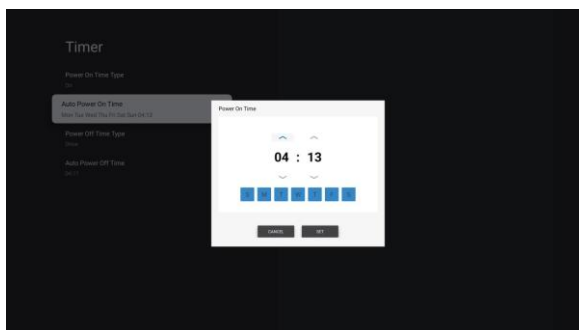 Timer
Power On Time Type
On
Auto Power On Time
Mon Tue Wed Thu Fri Sat Sun 04:13
Power Off Time Type
Auto Power Off Time
Power On Time
04 : 13
S M T W T F S
CANCEL SET